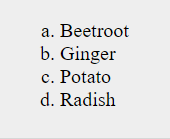 a. Beetroot
b. Ginger
c. Potato
d. Radish